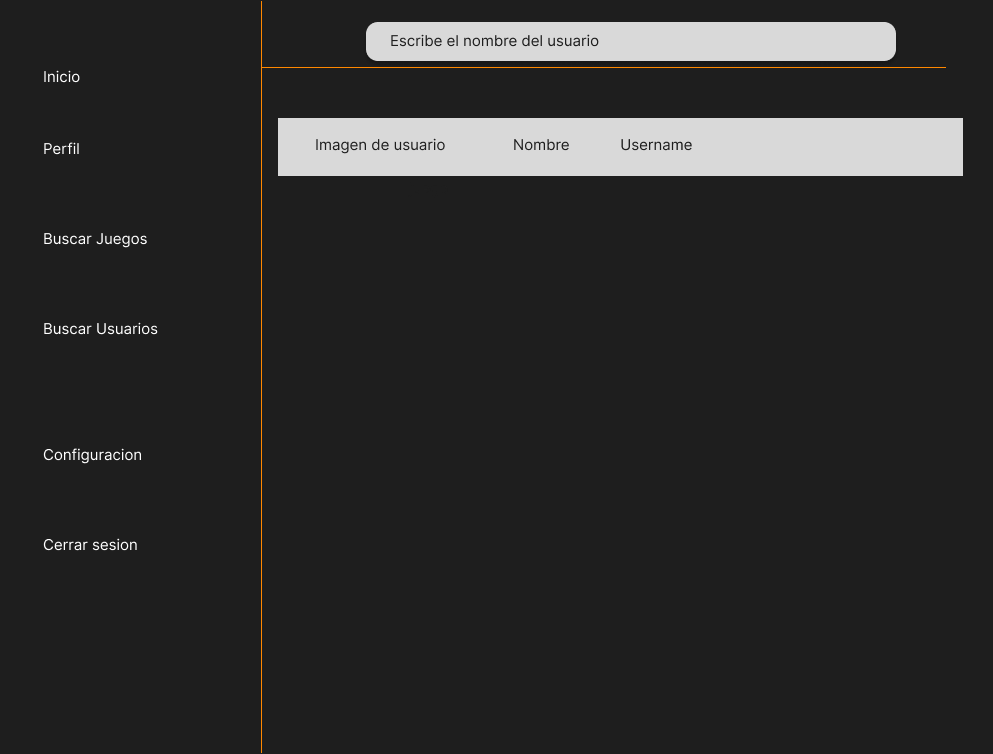 Escribe el nombre del usuario
Inicio
Perfil
Buscar Juegos
Buscar Usuarios
Configuracion
Cerrar sesion
Imagen de usuario Nombre Username